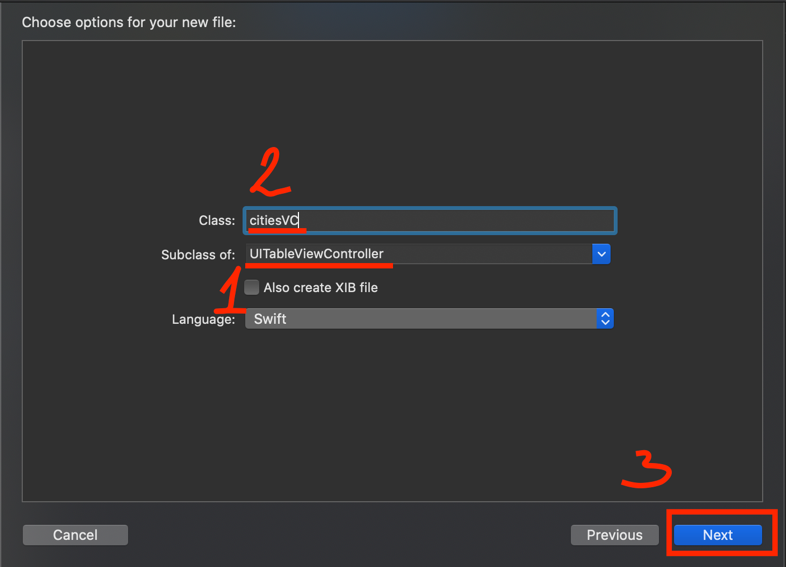 Choose options for your new file:
2
Class: citiesVC
Subclass of: UITableViewController
1
Also create XIB file
Language: Swift
3
Cancel Previous Next